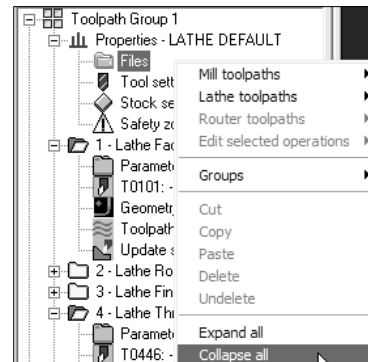 Toolpath Group 1
Properties - LATHE DEFAULT
Files
Tool sett
Stock se
Safety zo
1 - Lathe Fac
Paramet
T0101: -
Geometr
Toolpath
Update s
2 - Lathe Ro
3 - Lathe Fin
4 - Lathe Thr
Paramet
T0446: -
Mill toolpaths
Lathe toolpaths
Router toolpaths
Edit selected operations
Groups
Cut
Copy
Paste
Delete
Undelete
Expand all
Collapse all